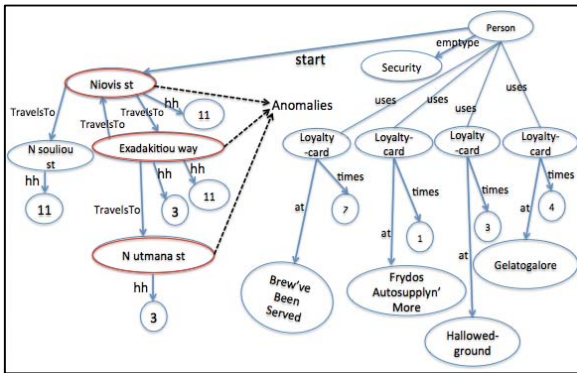 Person
emptype
Security
start
Niovis st
hh
11
Anomalies
uses
uses
uses
uses
TravelsTo
TravelsTo
TravelsTo
N souliou
st
Exadakitiou way
hh
11
hh
3
hh
11
TravelsTo
N utmana st
hh
3
Loyalty
-card
Loyalty-
card
Loyalty
-card
Loyalty-
card
times
7
times
1
times
3
times
4
at
at
at
at
Brew've
Been
Served
Frydos
Autosupplyn'
More
Hallowed-
ground
Gelatogalore